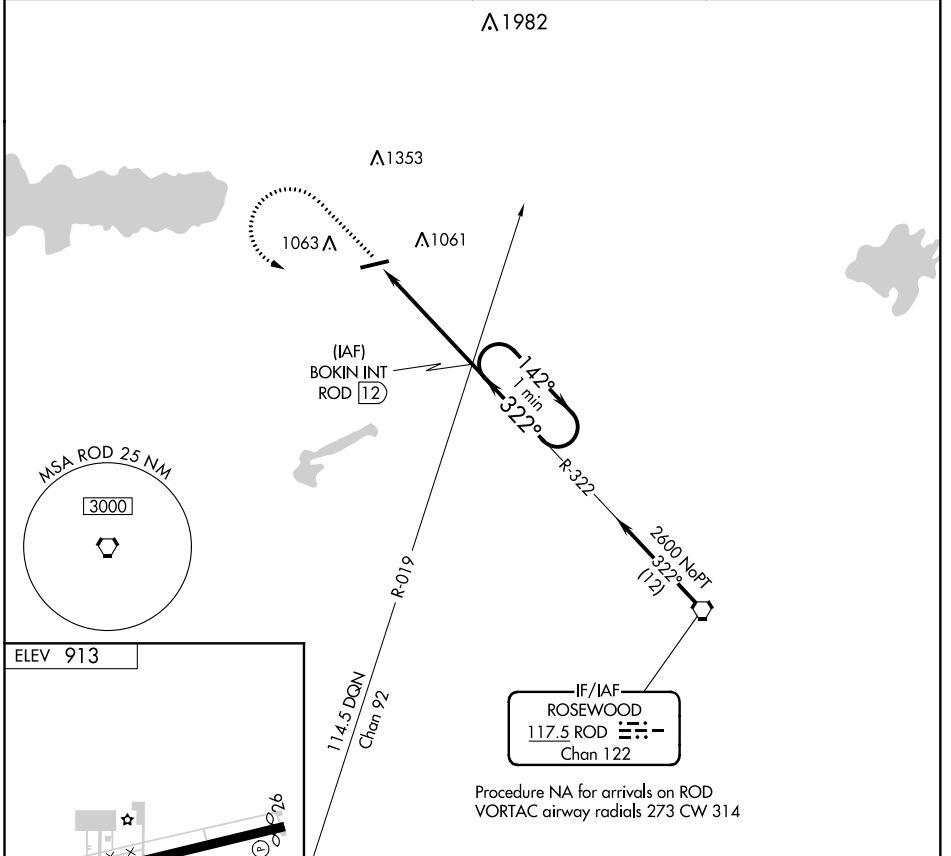 1982
1353
1063
1061
(IAF)
BOKIN INT
ROD 12
142°
1 min
322°
R-322
MSA ROD 25 NM
3000
2600 NoPT
322°
(12)
R-019
ELEV 913
114.5 DQN
Chan 92
IF/IAF
ROSEWOOD
117.5 ROD
Chan 122
Procedure NA for arrivals on ROD
VORTAC airway radials 273 CW 314
26
P
X
X